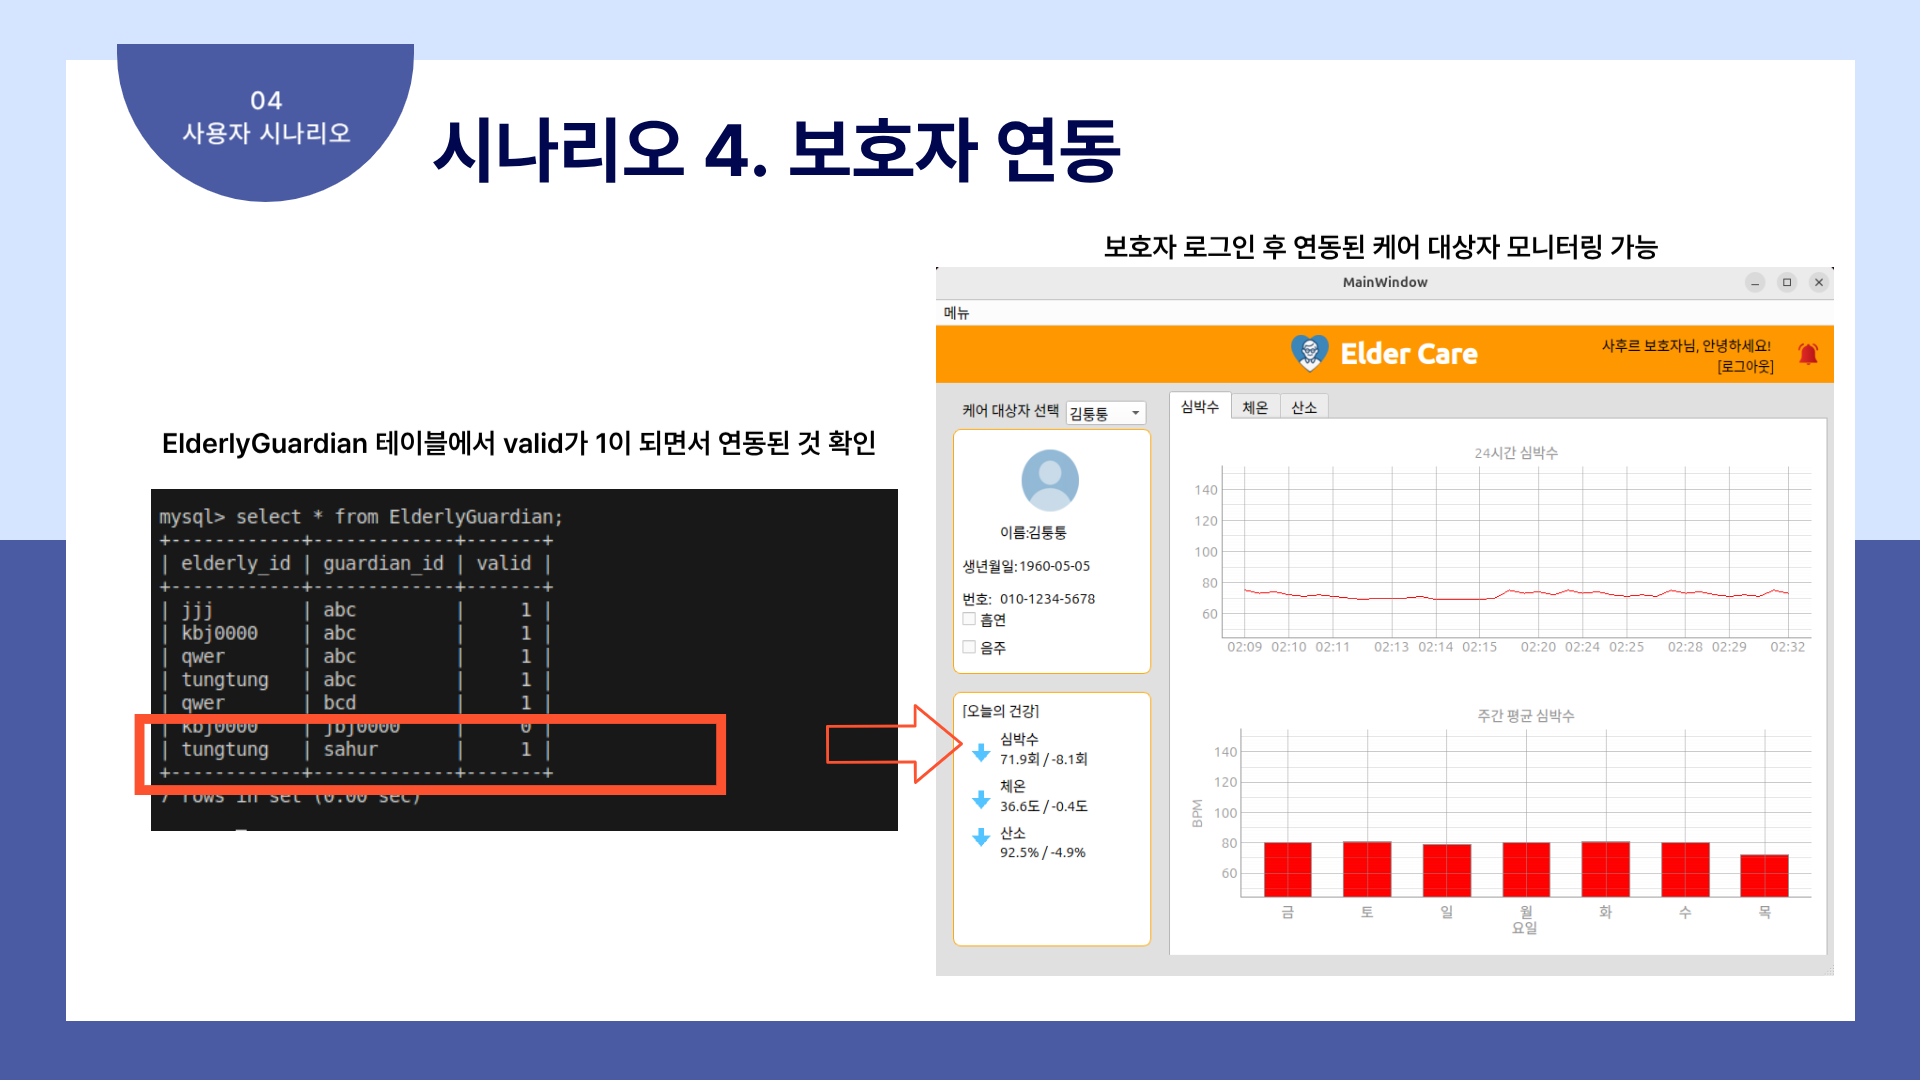 04
사용자 시나리오
시나리오 4. 보호자 연동
보호자 로그인 후 연동된 케어 대상자 모니터링 가능
ElderlyGuardian 테이블에서 valid가 1이 되면서 연동된 것 확인
mysql> select * from ElderlyGuardian;
+------------+-------------+-------+
| elderly_id | guardian_id | valid |
+------------+-------------+-------+
| jjj        | abc         |     1 |
| kbj0000    | abc         |     1 |
| qwer       | abc         |     1 |
| tungtung   | abc         |     1 |
| qwer       | bcd         |     1 |
| kbj0000    | jbj0000     |     0 |
| tungtung   | sahur       |     1 |
+------------+-------------+-------+
7 rows in set (0.00 sec)
MainWindow
메뉴
Elder Care
사후르 보호자님, 안녕하세요!
[로그아웃]
케어 대상자 선택 김퉁퉁
이름:김퉁퉁
생년월일:1960-05-05
번호: 010-1234-5678
흡연
음주
[오늘의 건강]
심박수
71.9회 / -8.1회
체온
36.6도 / -0.4도
산소
92.5% / -4.9%
심박수 체온 산소
24시간 심박수
140
120
100
80
60
02:09 02:10 02:11 02:13 02:14 02:15 02:20 02:24 02:25 02:28 02:29 02:32
주간 평균 심박수
BPM
140
120
100
80
60
금 토 일 월 화 수 목
요일